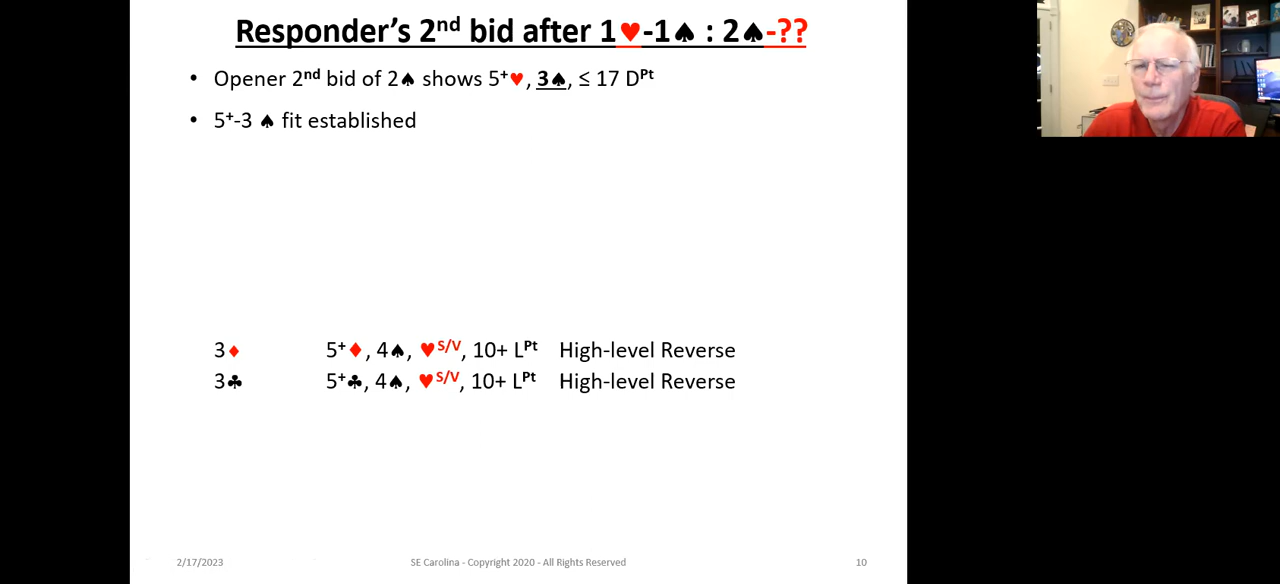 Responder's 2nd bid after 1♥-1♠ : 2♠-??
• Opener 2nd bid of 2♠ shows 5+♥, 3♠, ≤ 17 DPt
• 5+-3 ♠ fit established
3♦ 5+♦, 4♠, ♥S/V, 10+ LPt High-level Reverse
3♣ 5+♣, 4♠, ♥S/V, 10+ LPt High-level Reverse
2/17/2023 SE Carolina - Copyright 2020 - All Rights Reserved 10